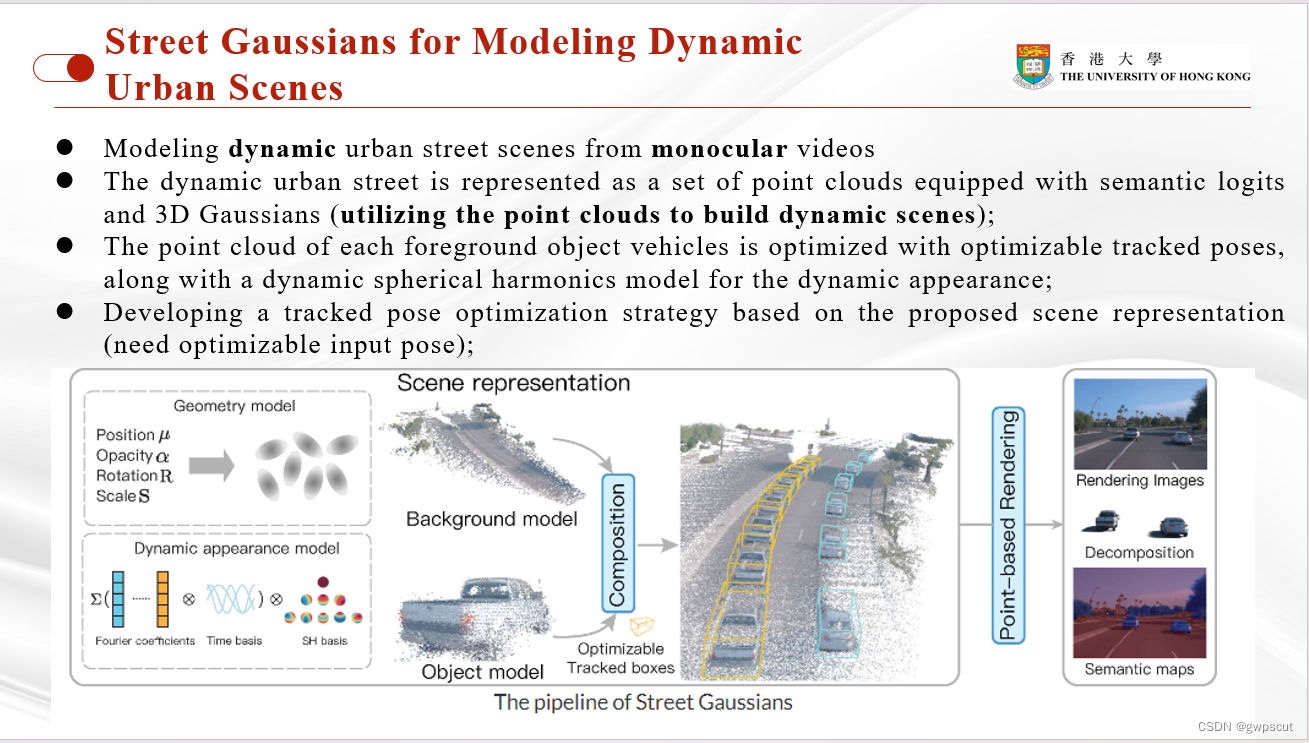 Street Gaussians for Modeling Dynamic
Urban Scenes
香港大學
THE UNIVERSITY OF HONG KONG
● Modeling dynamic urban street scenes from monocular videos
● The dynamic urban street is represented as a set of point clouds equipped with semantic logits
and 3D Gaussians (utilizing the point clouds to build dynamic scenes);
● The point cloud of each foreground object vehicles is optimized with optimizable tracked poses,
along with a dynamic spherical harmonics model for the dynamic appearance;
● Developing a tracked pose optimization strategy based on the proposed scene representation
(need optimizable input pose);
Scene representation
Geometry model
Position μ
Opacity α
Rotation R
Scale S
Dynamic appearance model
Σ( ...... ⊗ ) ⊗
Fourier coefficients Time basis SH basis
Background model
Object model
Composition
Optimizable
Tracked boxes
Point-based Rendering
Rendering Images
Decomposition
Semantic maps
The pipeline of Street Gaussians
CSDN @gwpscut